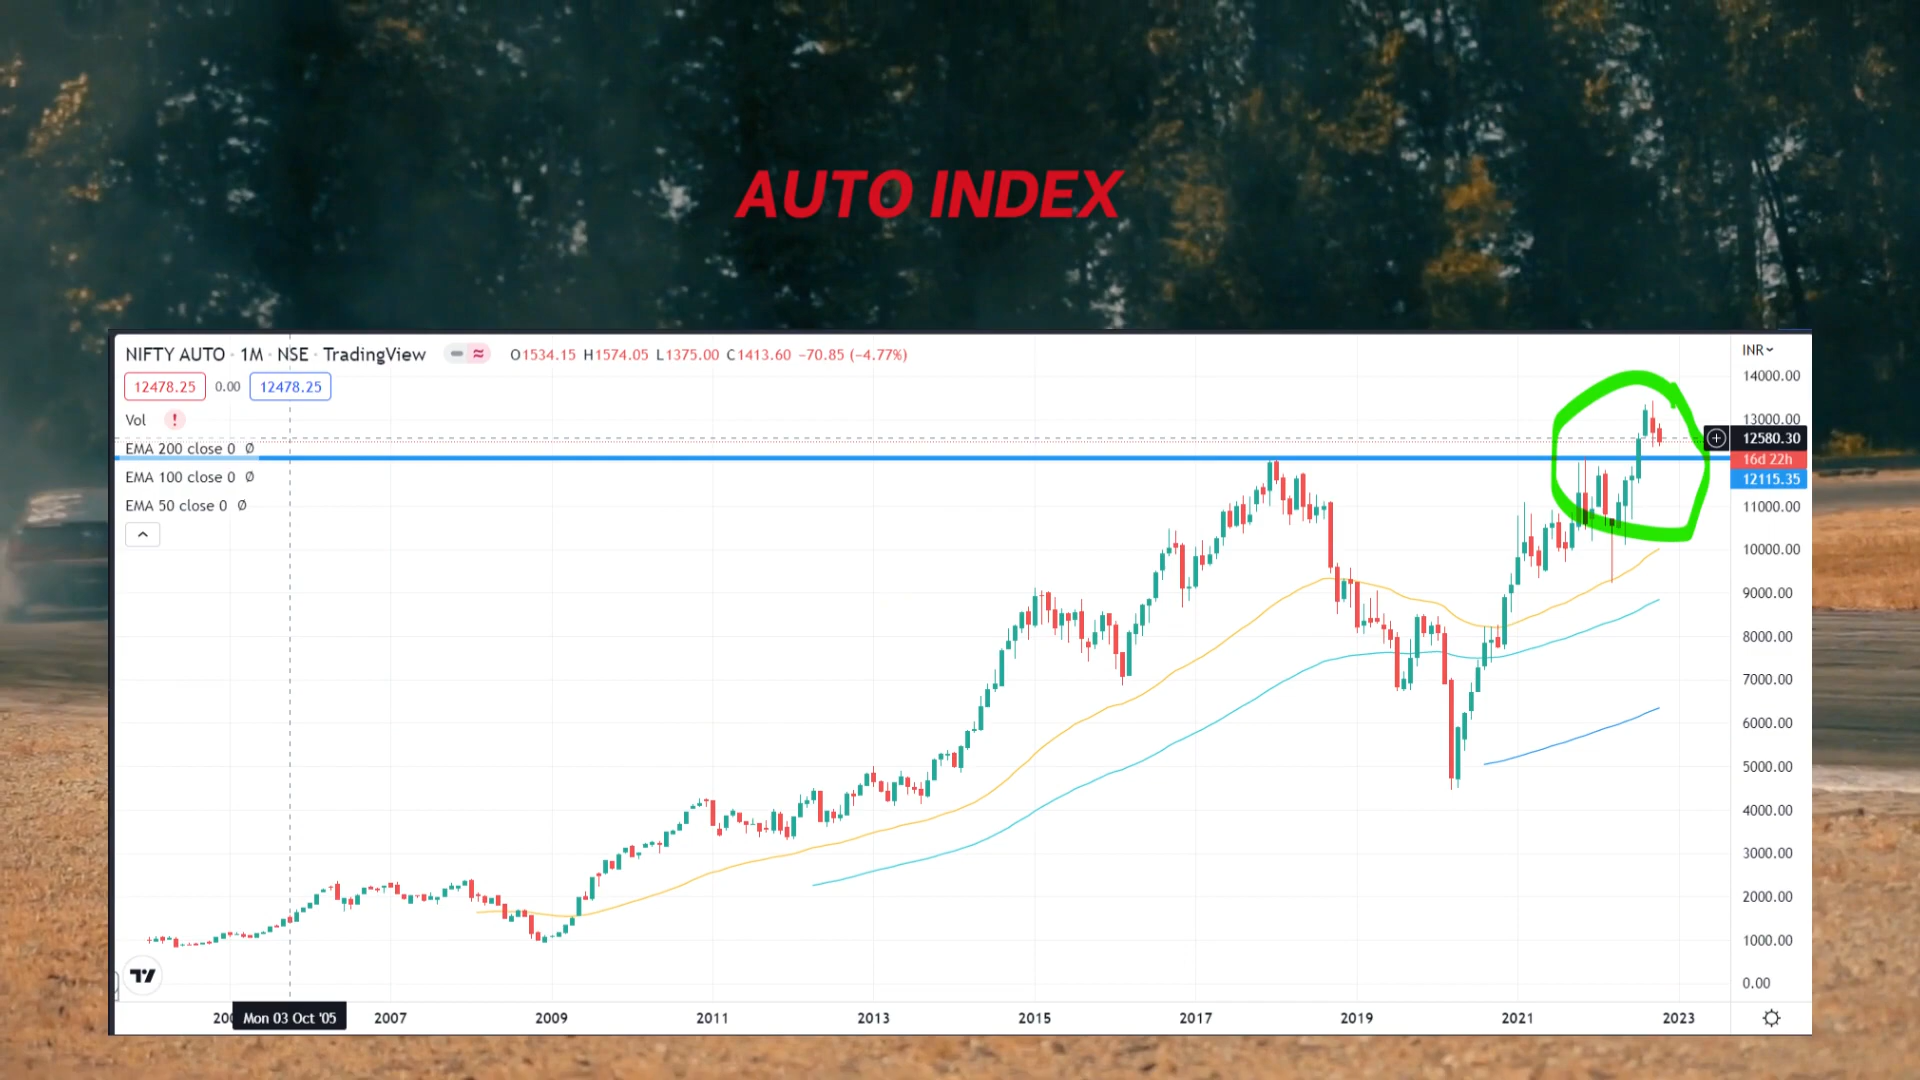 AUTO INDEX
NIFTY AUTO · 1M · NSE · TradingView O1534.15 H1574.05 L1375.00 C1413.60 −70.85 (−4.77%)
INR
12478.25 0.00 12478.25
14000.00
Vol !
13000.00
12580.30
EMA 200 close 0 Ø
16d 22h
EMA 100 close 0 Ø
12115.35
EMA 50 close 0 Ø
11000.00
10000.00
9000.00
8000.00
7000.00
6000.00
5000.00
4000.00
3000.00
2000.00
1000.00
0.00
Mon 03 Oct '05 2007 2009 2011 2013 2015 2017 2019 2021 2023